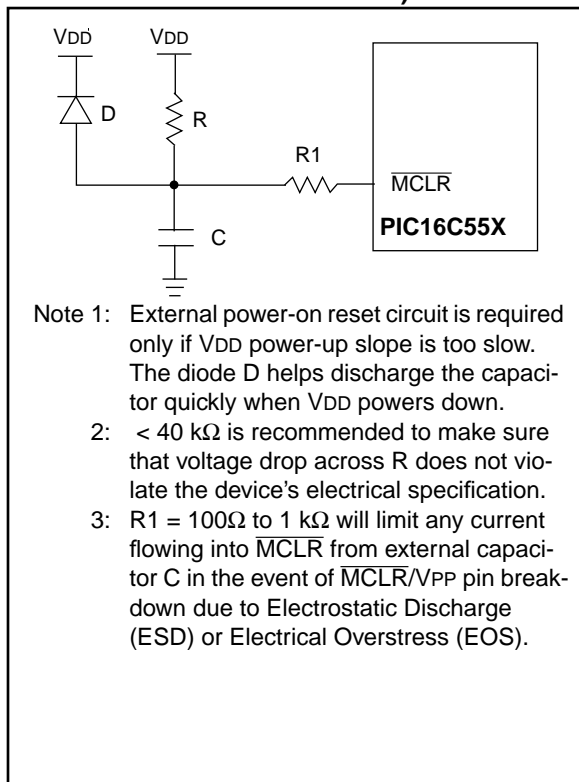 VDD VDD
D
R
R1
MCLR
PIC16C55X
C
Note 1: External power-on reset circuit is required
only if VDD power-up slope is too slow.
The diode D helps discharge the capaci-
tor quickly when VDD powers down.
2: < 40 kΩ is recommended to make sure
that voltage drop across R does not vio-
late the device's electrical specification.
3: R1 = 100Ω to 1 kΩ will limit any current
flowing into MCLR from external capaci-
tor C in the event of MCLR/VPP pin break-
down due to Electrostatic Discharge
(ESD) or Electrical Overstress (EOS).